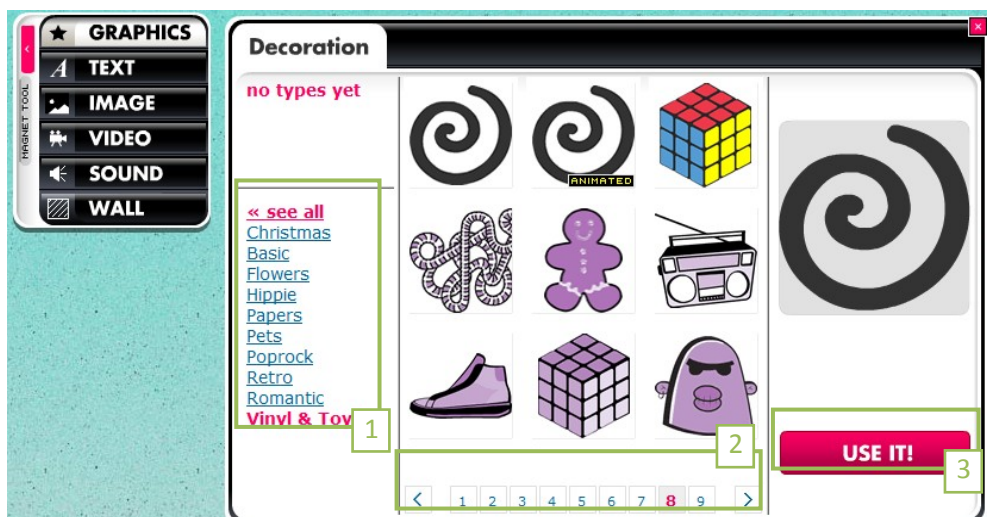 GRAPHICS
A TEXT
IMAGE
VIDEO
SOUND
WALL
MAGNET TOOL
Decoration
no types yet
« see all
Christmas
Basic
Flowers
Hippie
Papers
Pets
Poprock
Retro
Romantic
Vinyl & Toy
1
ANIMATED
2
< 1 2 3 4 5 6 7 8 9 >
USE IT!
3